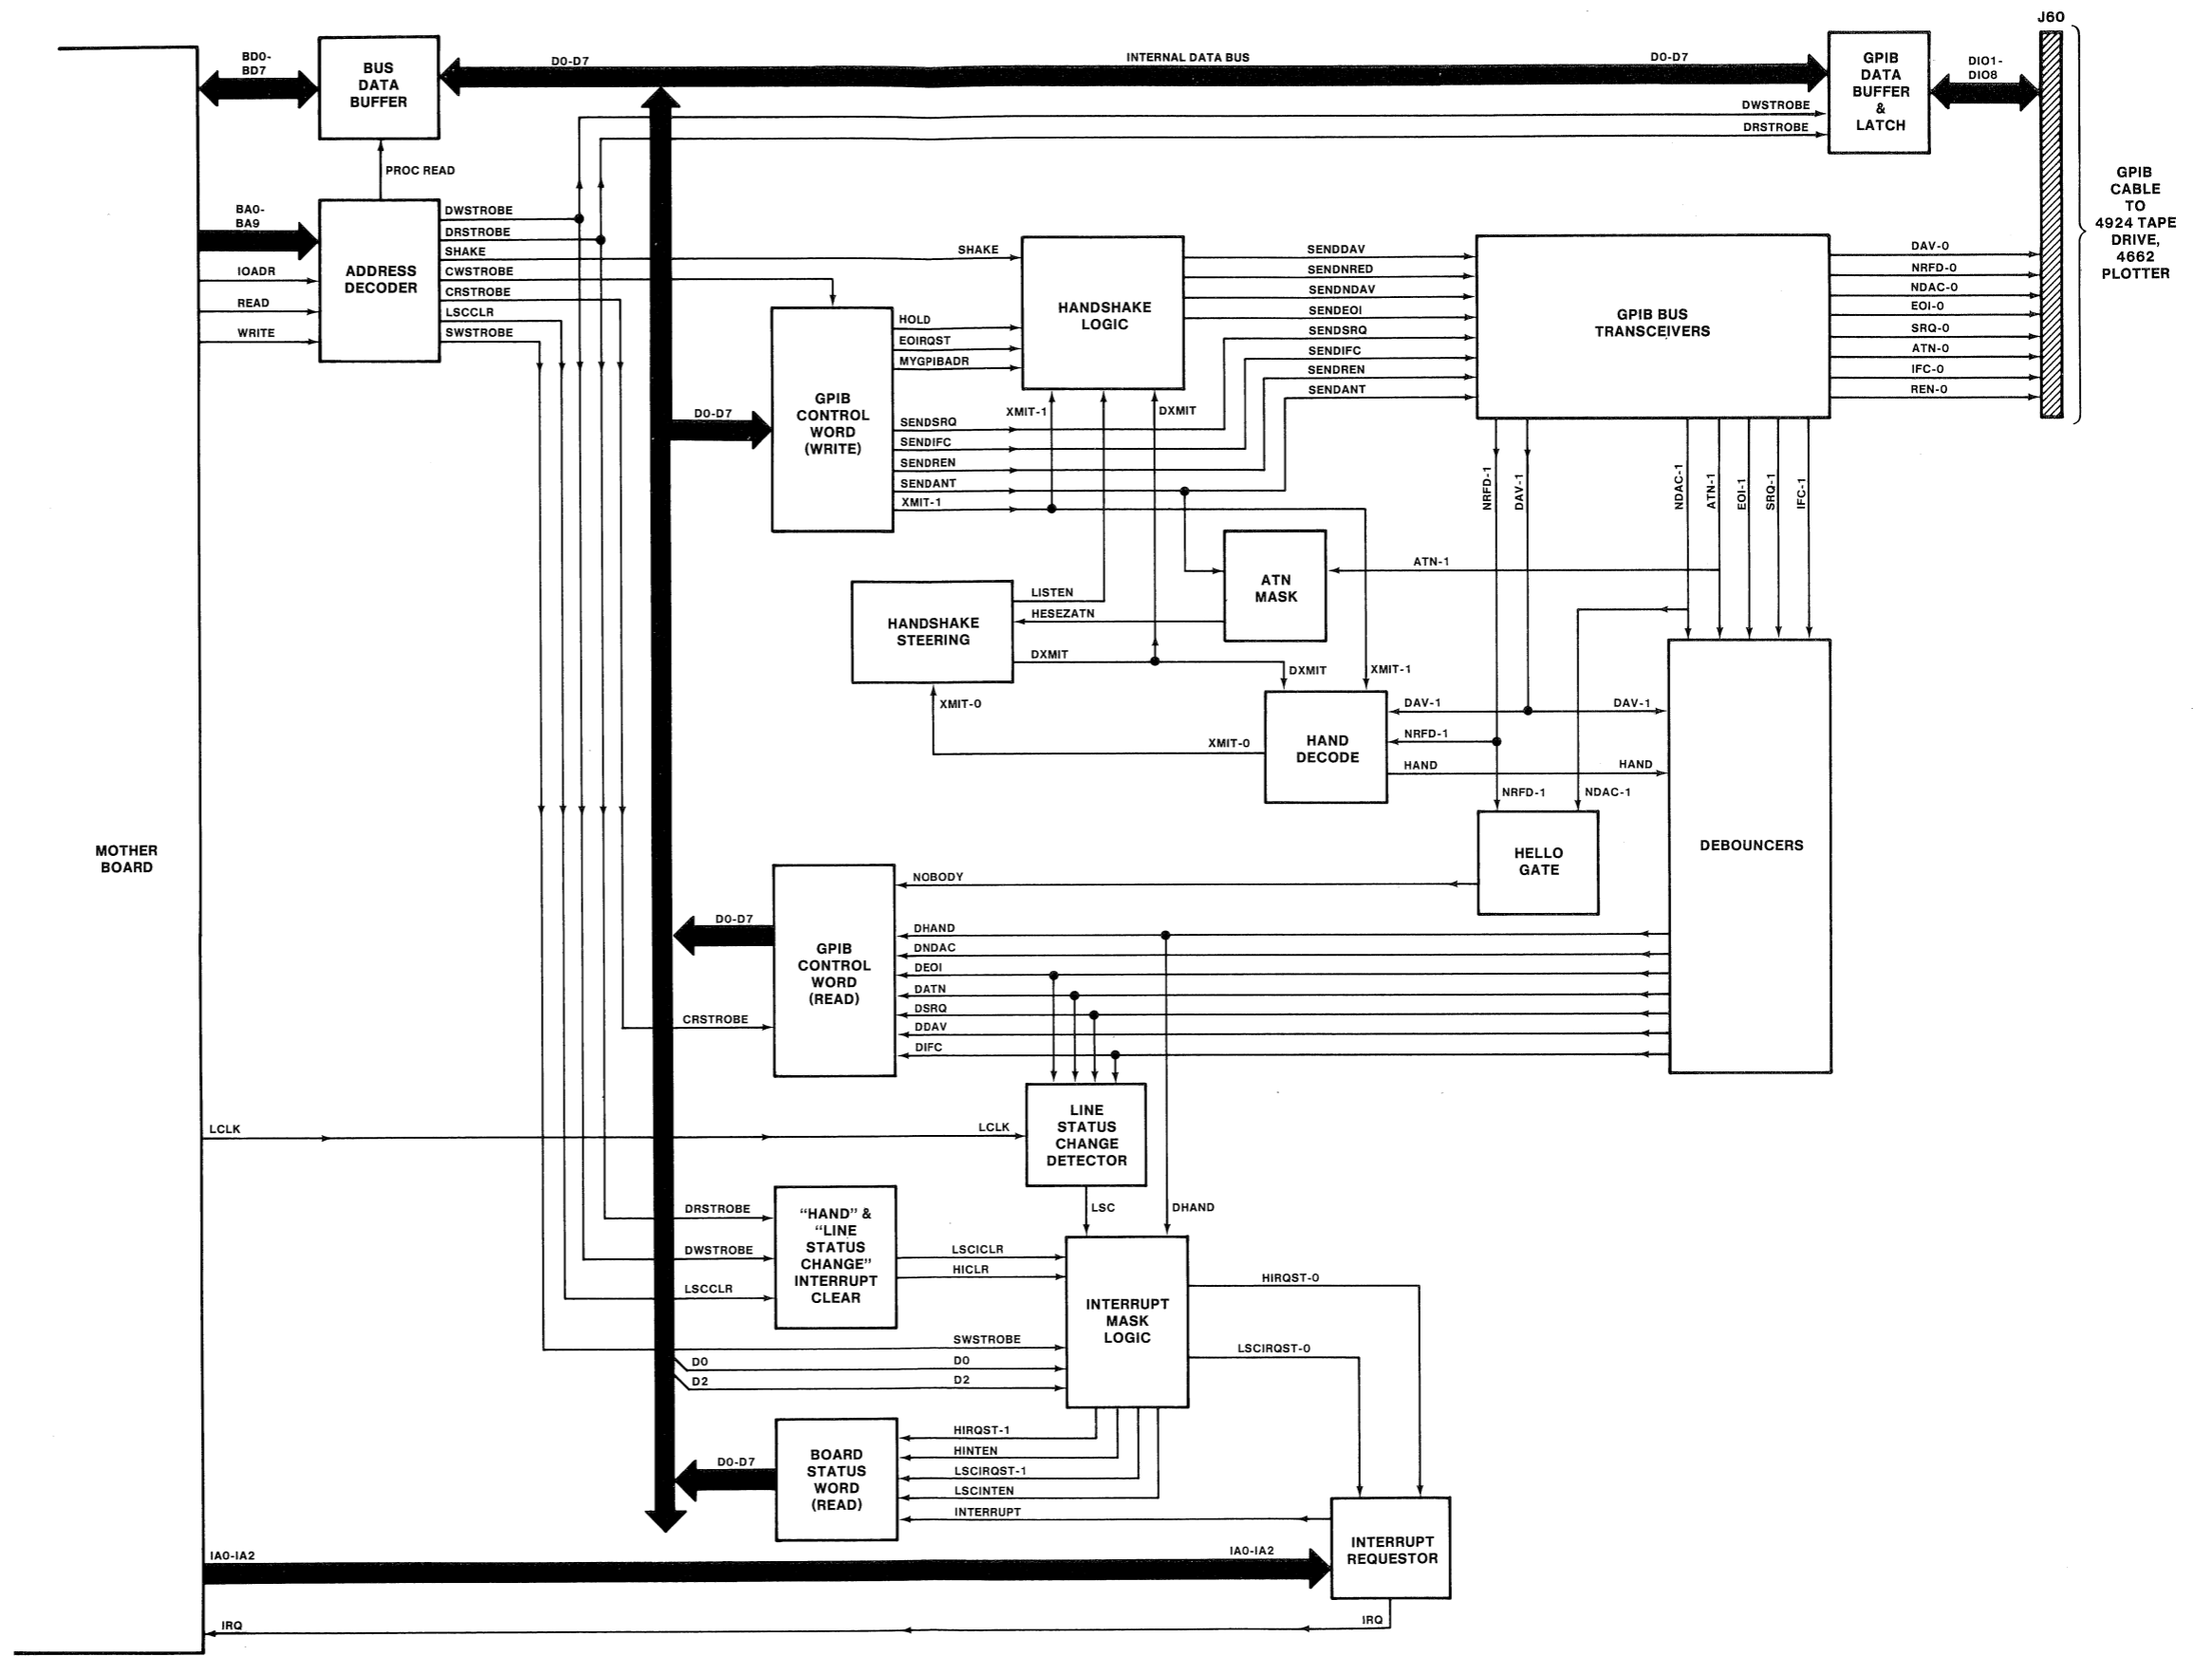 J60
BD0-
BD7
BUS
DATA
BUFFER
D0-D7
INTERNAL DATA BUS
D0-D7
GPIB
DATA
BUFFER
&
LATCH
DIO1-
DIO8
DWSTROBE
DRSTROBE
PROC READ
GPIB
CABLE
TO
4924 TAPE
DRIVE,
4662
PLOTTER
BA0-
BA9
IOADR
READ
WRITE
ADDRESS
DECODER
DWSTROBE
DRSTROBE
SHAKE
CWSTROBE
CRSTROBE
LSCCLR
SWSTROBE
SHAKE
HANDSHAKE
LOGIC
SENDDAV
SENDNRED
SENDNDAV
SENDEOI
SENDSRQ
SENDIFC
SENDREN
SENDANT
GPIB BUS
TRANSCEIVERS
DAV-0
NRFD-0
NDAC-0
EOI-0
SRQ-0
ATN-0
IFC-0
REN-0
D0-D7
GPIB
CONTROL
WORD
(WRITE)
HOLD
EOIRQST
MYGPIBADR
XMIT-1
DXMIT
SENDSRQ
SENDIFC
SENDREN
SENDANT
XMIT-1
NRFD-1
DAV-1
NDAC-1
ATN-1
EOI-1
SRQ-1
IFC-1
ATN
MASK
ATN-1
HANDSHAKE
STEERING
LISTEN
HESEZATN
DXMIT
DXMIT
XMIT-1
XMIT-0
XMIT-0
HAND
DECODE
DAV-1
DAV-1
NRFD-1
HAND
HAND
NRFD-1
NDAC-1
HELLO
GATE
DEBOUNCERS
MOTHER
BOARD
D0-D7
GPIB
CONTROL
WORD
(READ)
NOBODY
DHAND
DNDAC
DEOI
DATN
DSRQ
DDAV
DIFC
CRSTROBE
LCLK
LCLK
LINE
STATUS
CHANGE
DETECTOR
LSC
DHAND
DRSTROBE
DWSTROBE
LSCCLR
“HAND” &
“LINE
STATUS
CHANGE”
INTERRUPT
CLEAR
LSCICLR
HICLR
INTERRUPT
MASK
LOGIC
HIRQST-0
LSCIRQST-0
SWSTROBE
D0
D0
D2
D2
D0-D7
BOARD
STATUS
WORD
(READ)
HIRQST-1
HINTEN
LSCIRQST-1
LSCINTEN
INTERRUPT
INTERRUPT
REQUESTOR
IA0-IA2
IA0-IA2
IRQ
IRQ